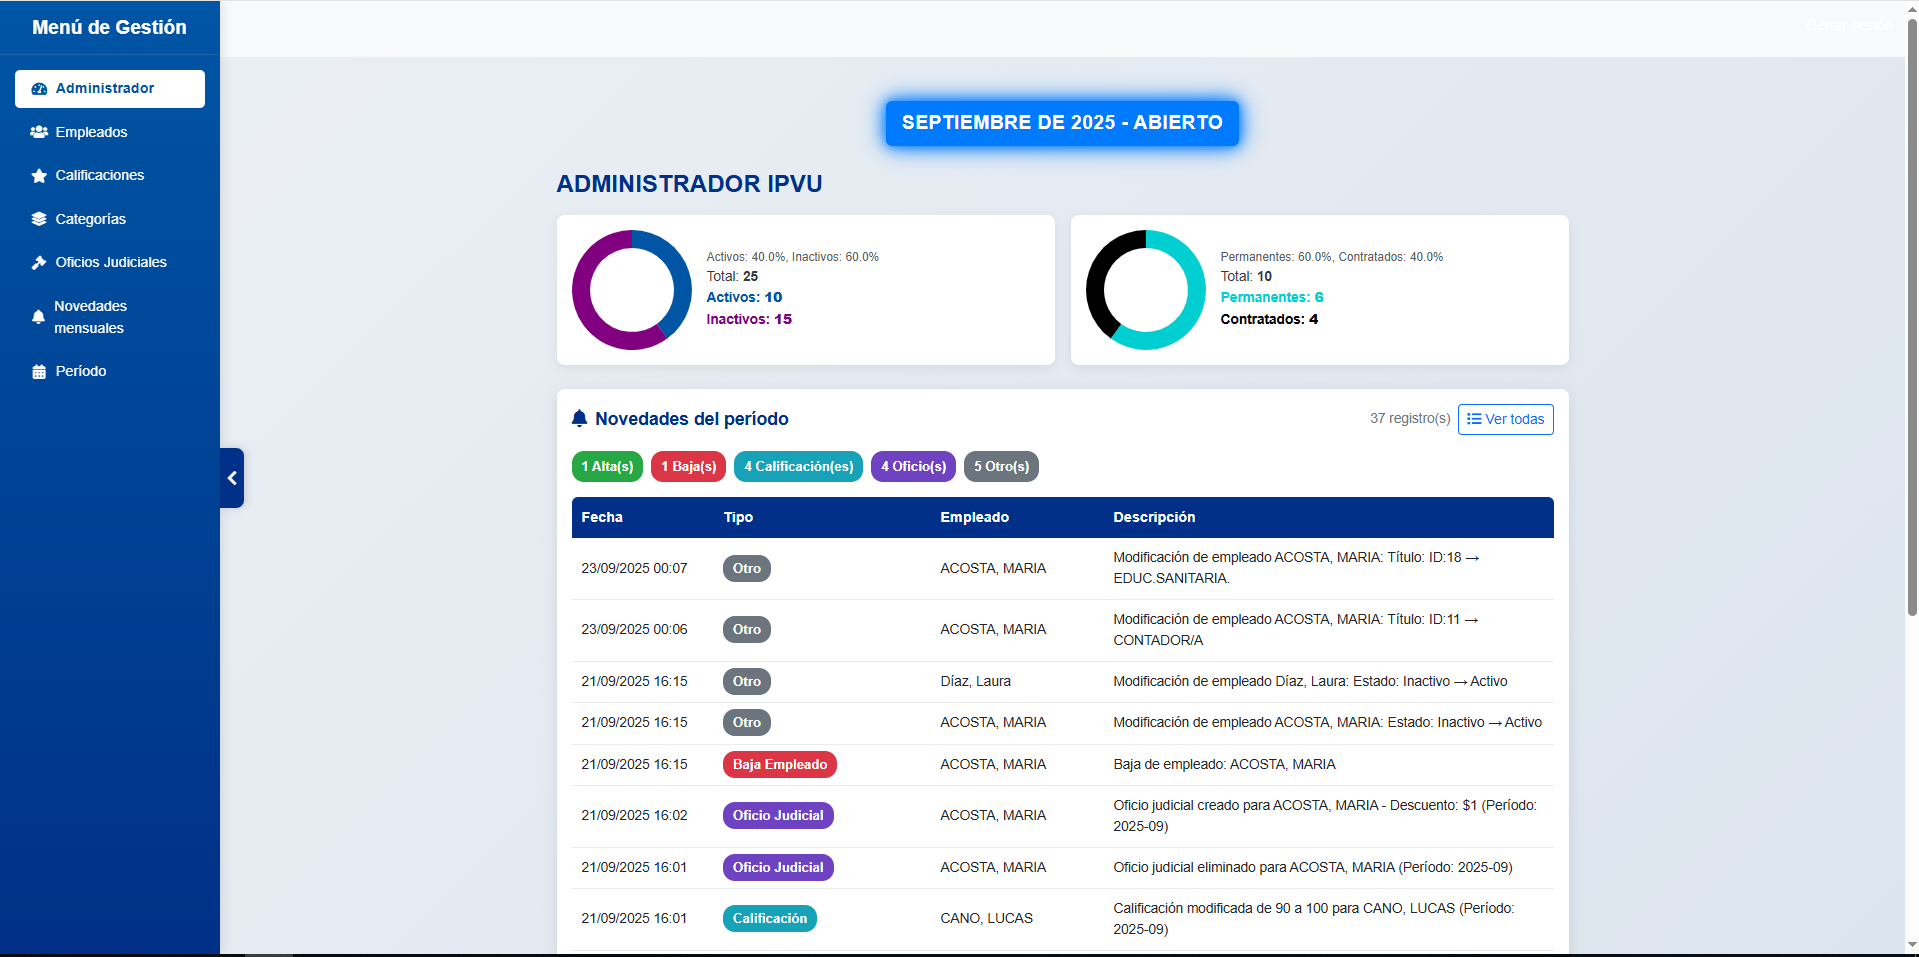 Menú de Gestión
Cerrar sesión
Administrador
Empleados
Calificaciones
Categorías
Oficios Judiciales
Novedades
mensuales
Período
SEPTIEMBRE DE 2025 - ABIERTO
ADMINISTRADOR IPVU
Activos: 40.0%, Inactivos: 60.0%
Total: 25
Activos: 10
Inactivos: 15
Permanentes: 60.0%, Contratados: 40.0%
Total: 10
Permanentes: 6
Contratados: 4
Novedades del período
37 registro(s)
Ver todas
1 Alta(s) 1 Baja(s) 4 Calificación(es) 4 Oficio(s) 5 Otro(s)
Fecha Tipo Empleado Descripción
23/09/2025 00:07 Otro ACOSTA, MARIA Modificación de empleado ACOSTA, MARIA: Título: ID:18 →
EDUC.SANITARIA.
23/09/2025 00:06 Otro ACOSTA, MARIA Modificación de empleado ACOSTA, MARIA: Título: ID:11 →
CONTADOR/A
21/09/2025 16:15 Otro Díaz, Laura Modificación de empleado Díaz, Laura: Estado: Inactivo → Activo
21/09/2025 16:15 Otro ACOSTA, MARIA Modificación de empleado ACOSTA, MARIA: Estado: Inactivo → Activo
21/09/2025 16:15 Baja Empleado ACOSTA, MARIA Baja de empleado: ACOSTA, MARIA
21/09/2025 16:02 Oficio Judicial ACOSTA, MARIA Oficio judicial creado para ACOSTA, MARIA - Descuento: $1 (Período:
2025-09)
21/09/2025 16:01 Oficio Judicial ACOSTA, MARIA Oficio judicial eliminado para ACOSTA, MARIA (Período: 2025-09)
21/09/2025 16:01 Calificación CANO, LUCAS Calificación modificada de 90 a 100 para CANO, LUCAS (Período:
2025-09)